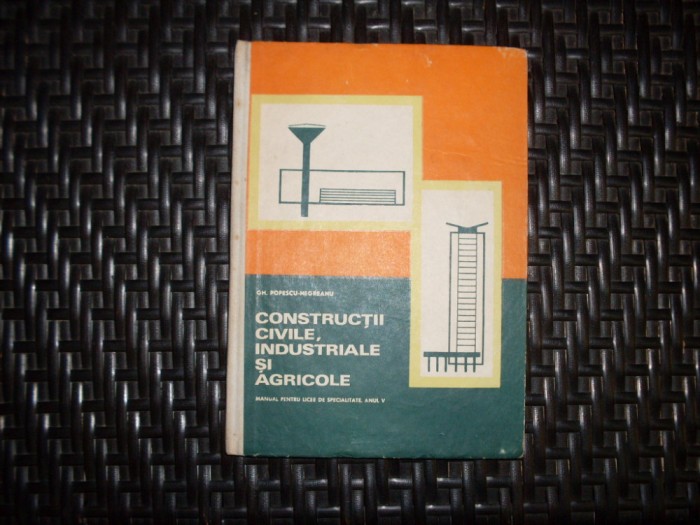 GH. POPESCU-NEGREANU
CONSTRUCȚII
CIVILE,
INDUSTRIALE
ȘI
AGRICOLE
MANUAL PENTRU LICEE DE SPECIALITATE, ANUL V